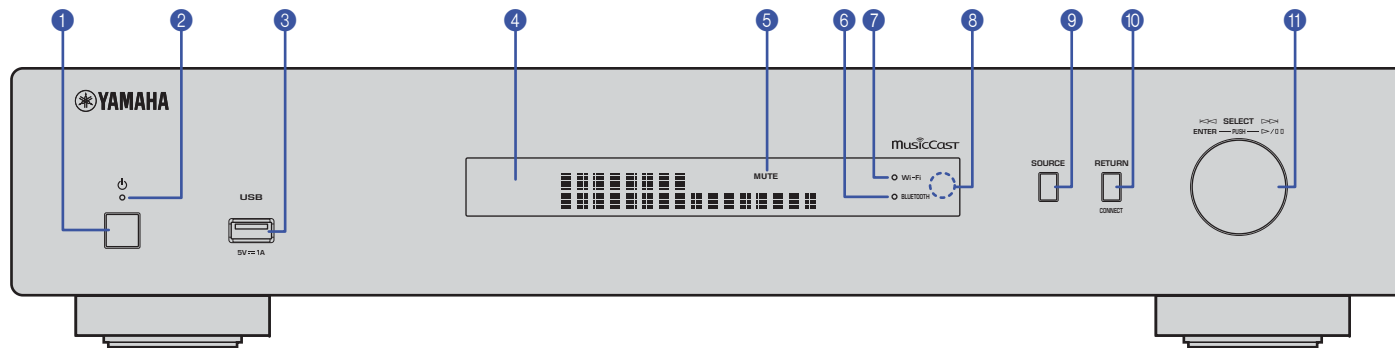 1 2 3 4 5 6 7 8 9 10 11
YAMAHA
USB
5V 1A
MUTE
MusicCast
Wi-Fi
BLUETOOTH
SOURCE
RETURN
CONNECT
SELECT
ENTER PUSH